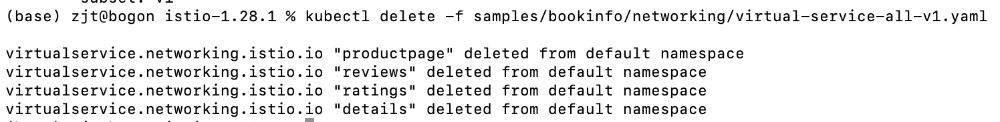 subset: v1
(base) zjt@bogon istio-1.28.1 % kubectl delete -f samples/bookinfo/networking/virtual-service-all-v1.yaml
virtualservice.networking.istio.io "productpage" deleted from default namespace
virtualservice.networking.istio.io "reviews" deleted from default namespace
virtualservice.networking.istio.io "ratings" deleted from default namespace
virtualservice.networking.istio.io "details" deleted from default namespace